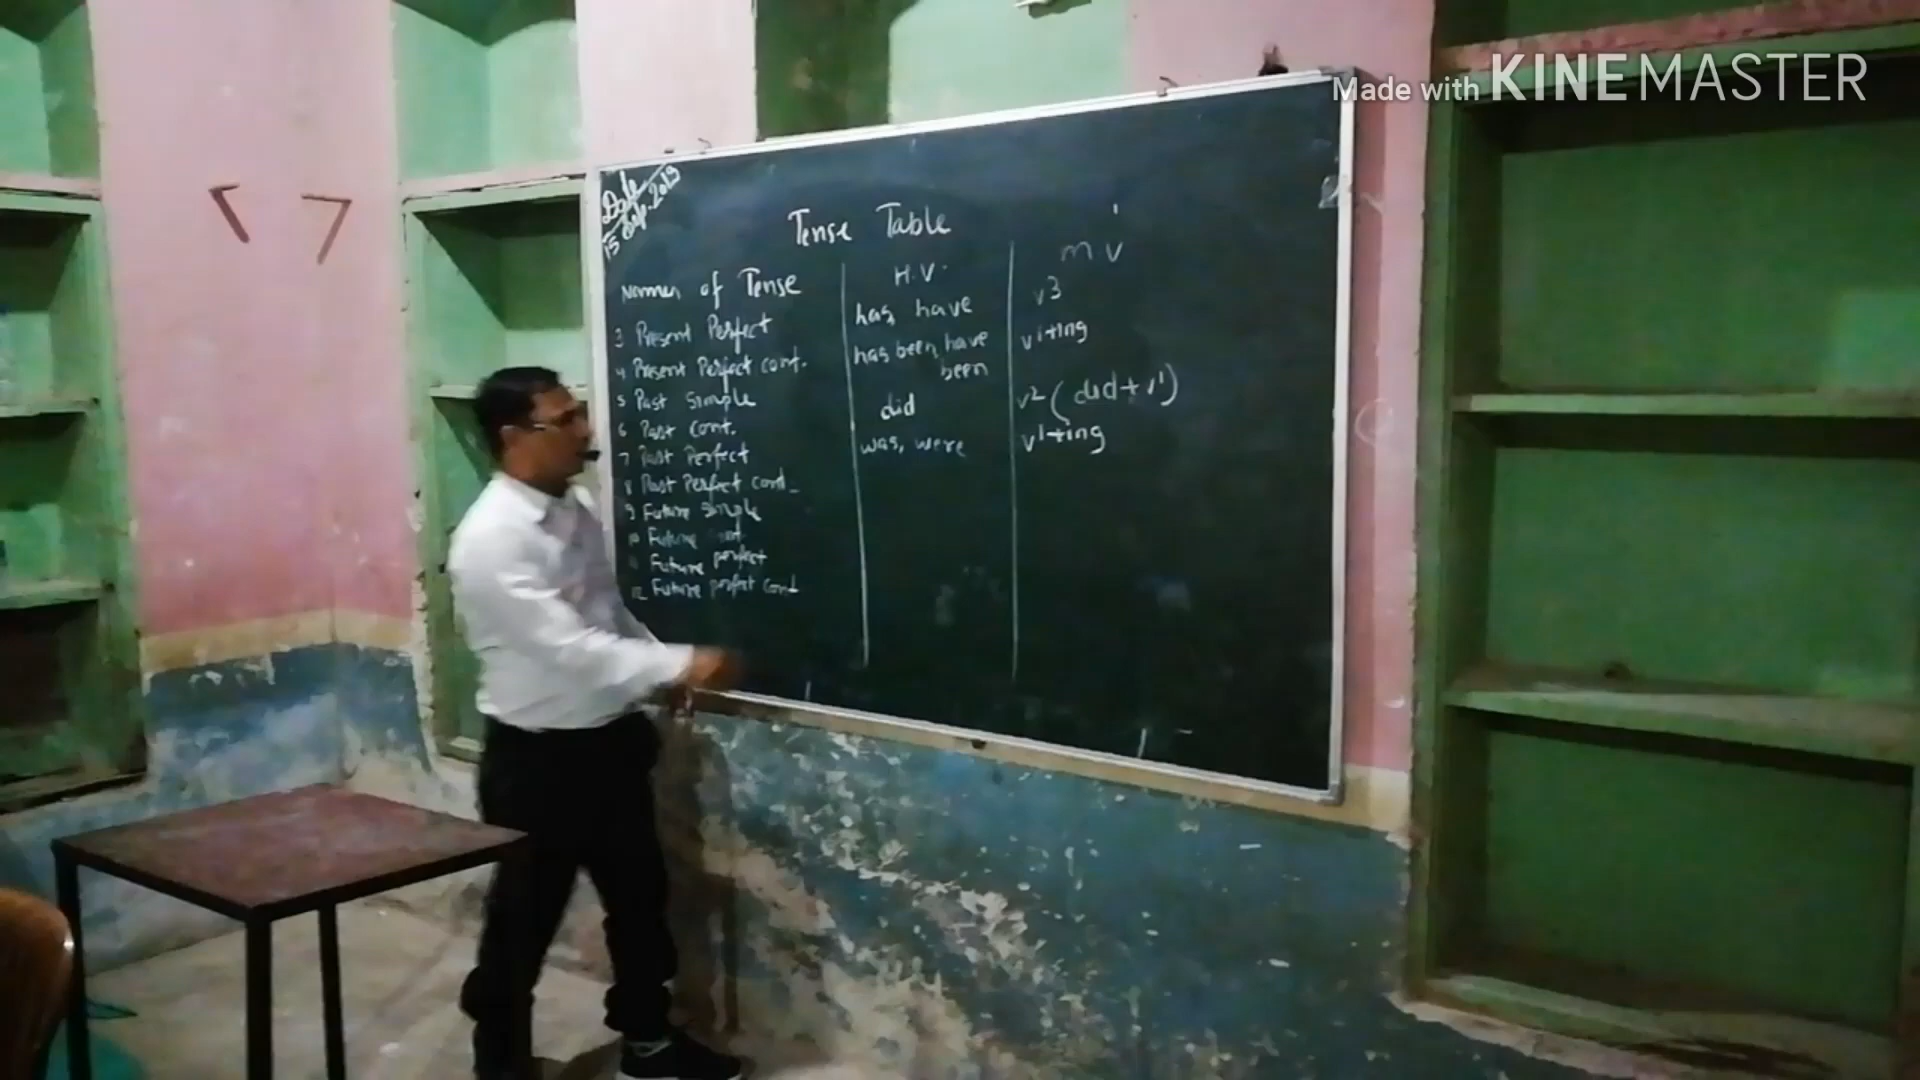 Made with KINEMASTER
Date
15 Sep. 2019
Tense Table
Names of Tense H.V. m v
3 Present Perfect has, have v3
4 Present Perfect cont. has been, have been v1+ing
5 Past Simple did v2 (did+v1)
6 Past Cont. was, were v1+ing
7 Past Perfect
8 Past Perfect cont
9 Future Simple
10 Future cont
11 Future perfect
12 Future perfect cont